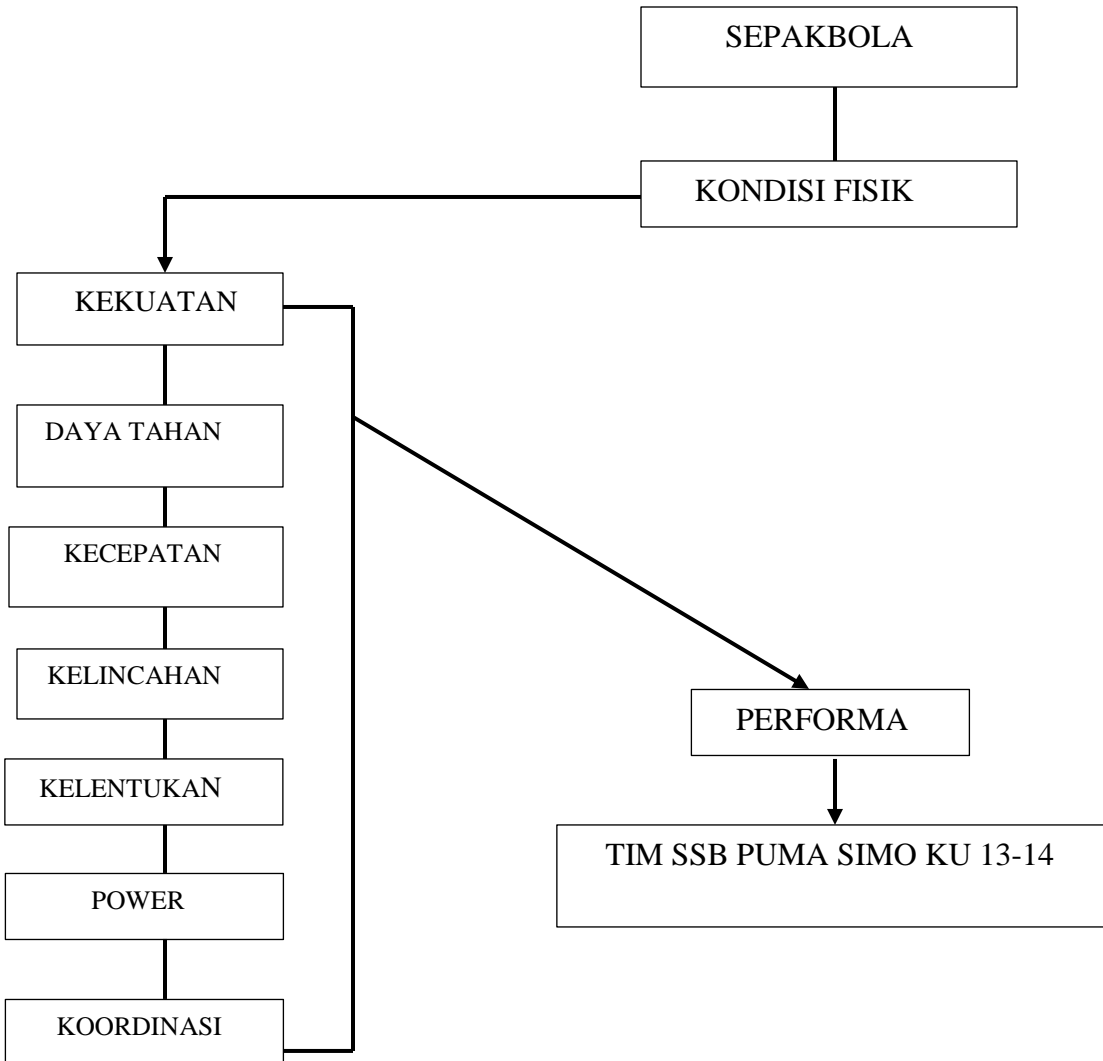 SEPAKBOLA
KONDISI FISIK
KEKUATAN
DAYA TAHAN
KECEPATAN
KELINCAHAN
KELENTUKAN
POWER
KOORDINASI
PERFORMA
TIM SSB PUMA SIMO KU 13-14